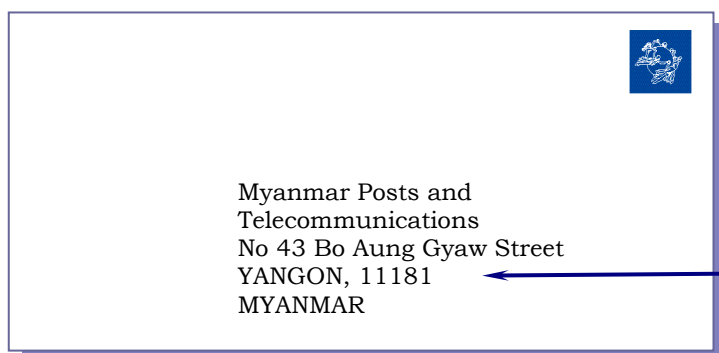 Myanmar Posts and
Telecommunications
No 43 Bo Aung Gyaw Street
YANGON, 11181
MYANMAR